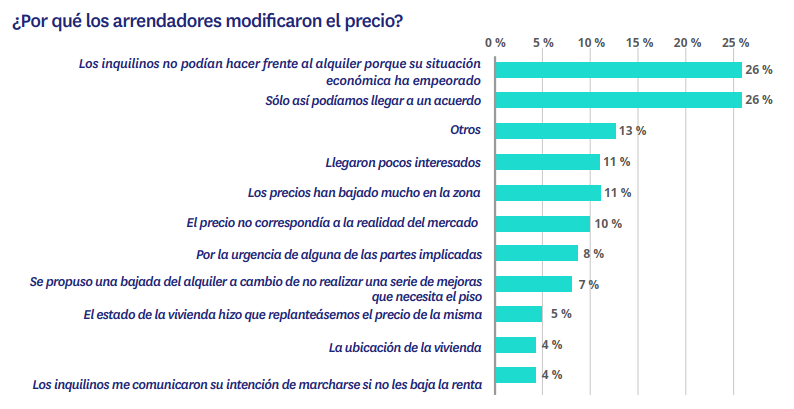 ¿Por qué los arrendadores modificaron el precio?
0 % 5 % 10 % 15 % 20 % 25 %
Los inquilinos no podían hacer frente al alquiler porque su situación
económica ha empeorado 26 %
Sólo así podíamos llegar a un acuerdo 26 %
Otros 13 %
Llegaron pocos interesados 11 %
Los precios han bajado mucho en la zona 11 %
El precio no correspondía a la realidad del mercado 10 %
Por la urgencia de alguna de las partes implicadas 8 %
Se propuso una bajada del alquiler a cambio de no realizar una serie de mejoras
que necesita el piso 7 %
El estado de la vivienda hizo que replanteásemos el precio de la misma 5 %
La ubicación de la vivienda 4 %
Los inquilinos me comunicaron su intención de marcharse si no les baja la renta 4 %